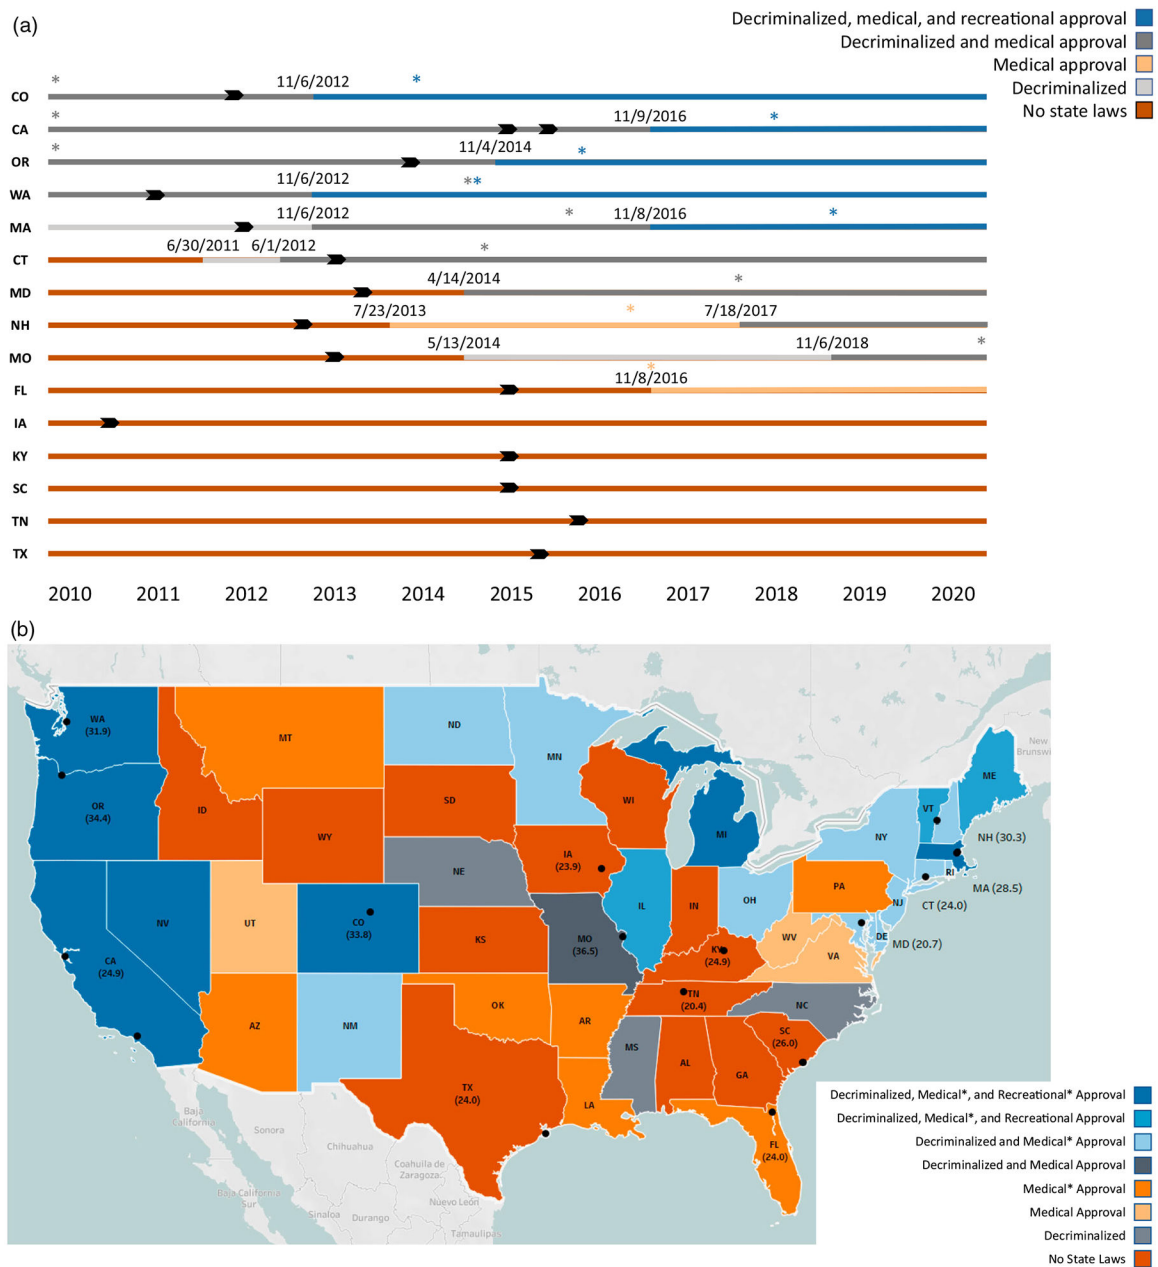 (a)
Decriminalized, medical, and recreational approval
Decriminalized and medical approval
Medical approval
Decriminalized
No state laws
* 11/6/2012 *
CO
* 11/9/2016 *
CA
* 11/4/2014 *
OR
11/6/2012 **
WA
11/6/2012 * 11/8/2016 *
MA
6/30/2011 6/1/2012 *
CT
4/14/2014 *
MD
7/23/2013 * 7/18/2017
NH
5/13/2014 11/6/2018 *
MO
*
11/8/2016
FL
IA
KY
SC
TN
TX
2010 2011 2012 2013 2014 2015 2016 2017 2018 2019 2020
(b)
WA
(31.9)
OR
(34.4)
CA
(24.9)
NV
ID
MT
WY
UT
AZ
CO
(33.8)
NM
ND
SD
NE
KS
OK
TX
(24.0)
MN
IA
(23.9)
MO
(36.5)
AR
LA
WI
IL
MS
MI
IN
KY
(24.9)
TN
(20.4)
AL
OH
WV
VA
NC
SC
(26.0)
GA
FL
(24.0)
PA
NY
VT
ME
NH (30.3)
MA (28.5)
RI
CT (24.0)
NJ
DE
MD (20.7)
New
Brunswi
Baja
California
Sonora
Chihuahua
Coahuila de
Zaragoza
Baja California
Sur
Sinaloa
Durango
Nuevo León
Tamaulipas
Decriminalized, Medical*, and Recreational* Approval
Decriminalized, Medical*, and Recreational Approval
Decriminalized and Medical* Approval
Decriminalized and Medical Approval
Medical* Approval
Medical Approval
Decriminalized
No State Laws